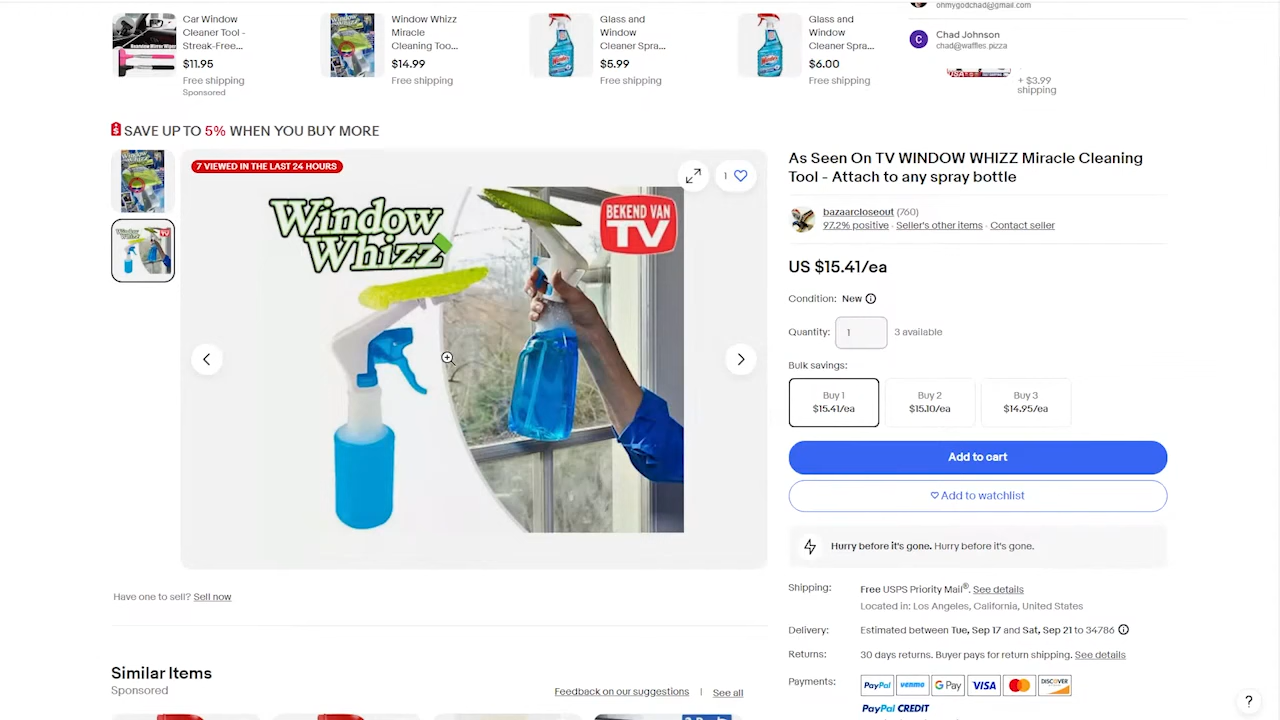 Car Window
Cleaner Tool -
Streak-Free...
$11.95
Free shipping
Sponsored
Window Whizz
Miracle
Cleaning Too...
$14.99
Free shipping
Glass and
Window
Cleaner Spra...
$5.99
Free shipping
Glass and
Window
Cleaner Spra...
$6.00
Free shipping
ohmygodchad@gmail.com
C
Chad Johnson
chad@waffles.pizza
+ $3.99
shipping
SAVE UP TO 5% WHEN YOU BUY MORE
7 VIEWED IN THE LAST 24 HOURS
1
Window
Whizz
BEKEND VAN
TV
Have one to sell? Sell now
Similar Items
Sponsored
Feedback on our suggestions | See all
As Seen On TV WINDOW WHIZZ Miracle Cleaning
Tool - Attach to any spray bottle
bazaarcloseout (760)
97.2% positive · Seller's other items · Contact seller
US $15.41/ea
Condition: New
Quantity: 1 3 available
Bulk savings:
Buy 1
$15.41/ea
Buy 2
$15.10/ea
Buy 3
$14.95/ea
Add to cart
Add to watchlist
Hurry before it's gone. Hurry before it's gone.
Shipping: Free USPS Priority Mail®. See details
Located in: Los Angeles, California, United States
Delivery: Estimated between Tue, Sep 17 and Sat, Sep 21 to 34786
Returns: 30 days returns. Buyer pays for return shipping. See details
Payments: PayPal venmo G Pay VISA DISCOVER
PayPal CREDIT
?